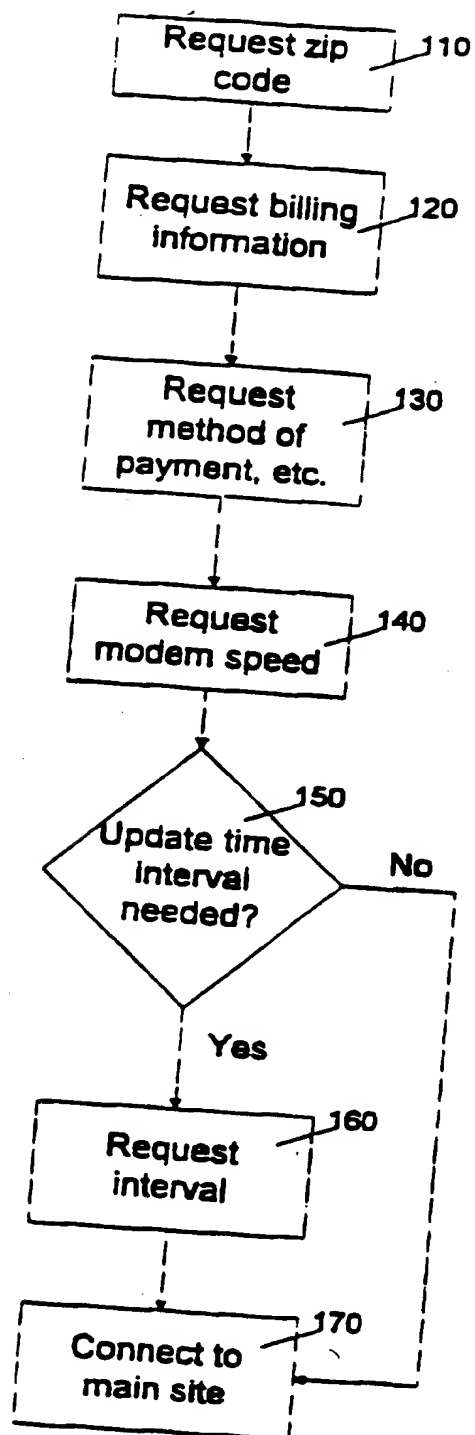 Request zip
code
110
Request billing
information
120
Request
method of
payment, etc.
130
Request
modem speed
140
150
Update time
interval
needed?
No
Yes
160
Request
interval
170
Connect to
main site